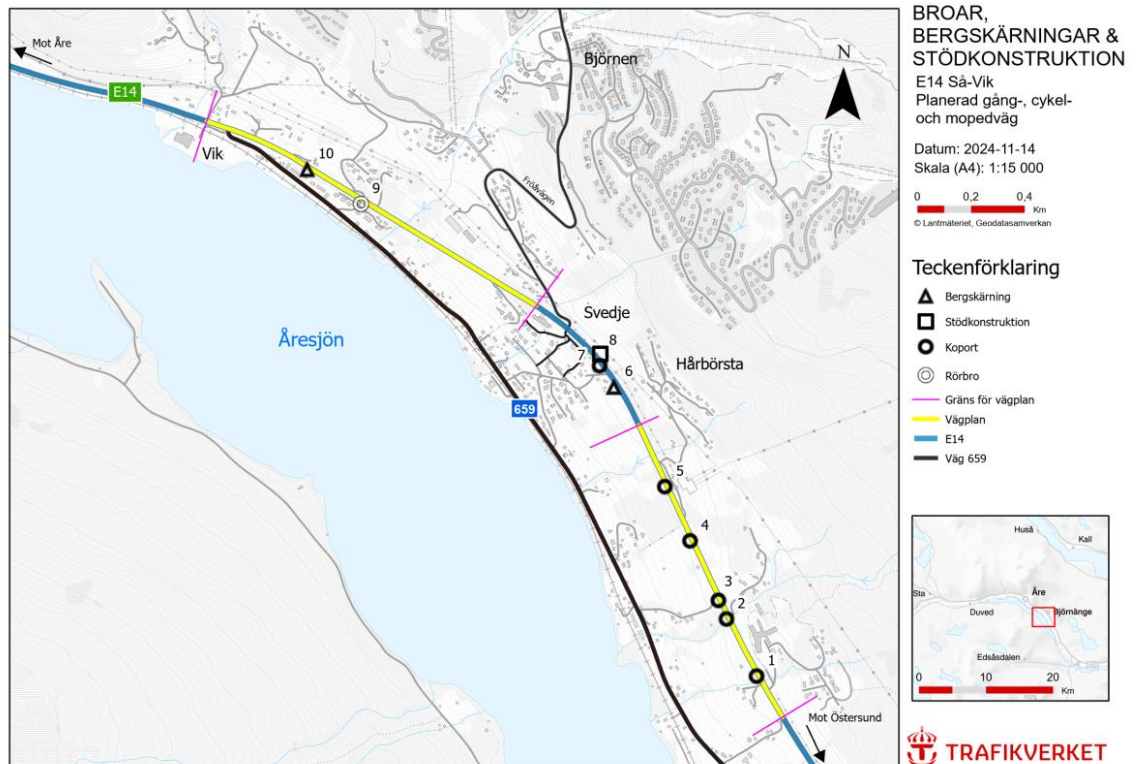 Mot Åre
E14
Vik
10
9
Björnen
N
Fröåvägen
Åresjön
Svedje
8
7
6
Hårbörsta
659
5
4
3
2
1
Mot Östersund
BROAR,
BERGSKÄRNINGAR &
STÖDKONSTRUKTION
E14 Så-Vik
Planerad gång-, cykel-
och mopedväg
Datum: 2024-11-14
Skala (A4): 1:15 000
0 0,2 0,4
Km
© Lantmäteriet, Geodatasamverkan
Teckenförklaring
Bergskärning
Stödkonstruktion
Koport
Rörbro
Gräns för vägplan
Vägplan
E14
Väg 659
Huså
Kall
Sta
Åre
Duved
Björnänge
Edsåsdalen
0 10 20
Km
TRAFIKVERKET